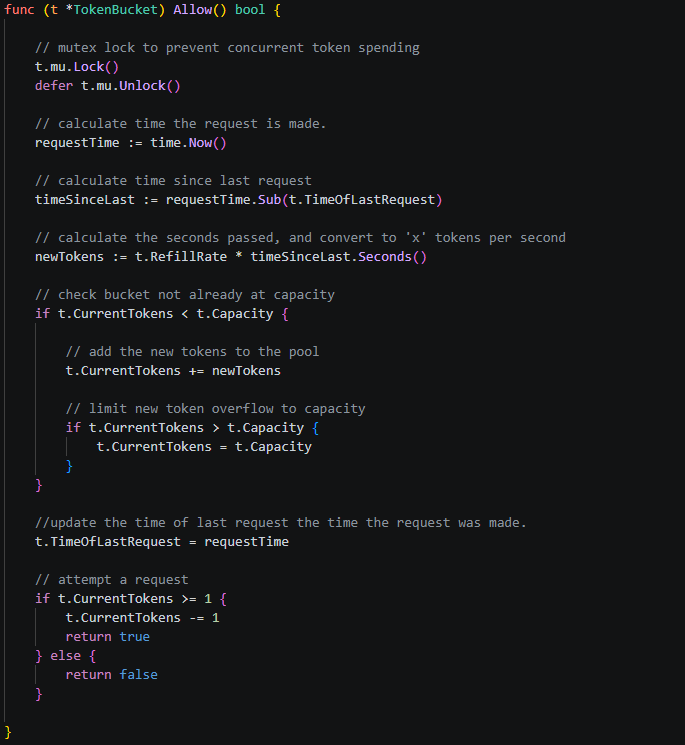 func (t *TokenBucket) Allow() bool {
// mutex lock to prevent concurrent token spending
t.mu.Lock()
defer t.mu.Unlock()
// calculate time the request is made.
requestTime := time.Now()
// calculate time since last request
timeSinceLast := requestTime.Sub(t.TimeOfLastRequest)
// calculate the seconds passed, and convert to 'x' tokens per second
newTokens := t.RefillRate * timeSinceLast.Seconds()
// check bucket not already at capacity
if t.CurrentTokens < t.Capacity {
// add the new tokens to the pool
t.CurrentTokens += newTokens
// limit new token overflow to capacity
if t.CurrentTokens > t.Capacity {
t.CurrentTokens = t.Capacity
}
}
//update the time of last request the time the request was made.
t.TimeOfLastRequest = requestTime
// attempt a request
if t.CurrentTokens >= 1 {
t.CurrentTokens -= 1
return true
} else {
return false
}
}